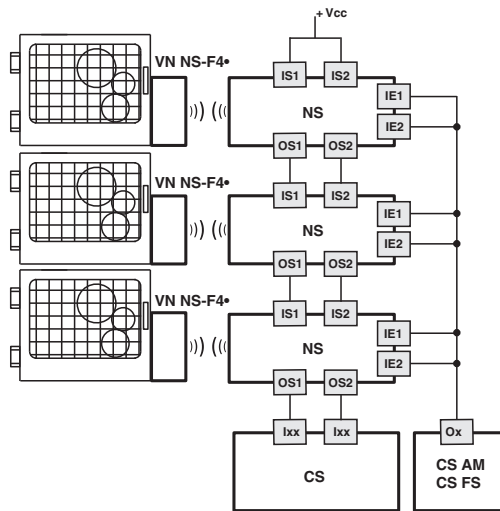 + Vcc
VN NS-F4•
IS1 IS2
IE1
NS
IE2
OS1 OS2
VN NS-F4•
IS1 IS2
IE1
NS
IE2
OS1 OS2
VN NS-F4•
IS1 IS2
IE1
NS
IE2
OS1 OS2
Ixx Ixx
Ox
CS
CS AM
CS FS